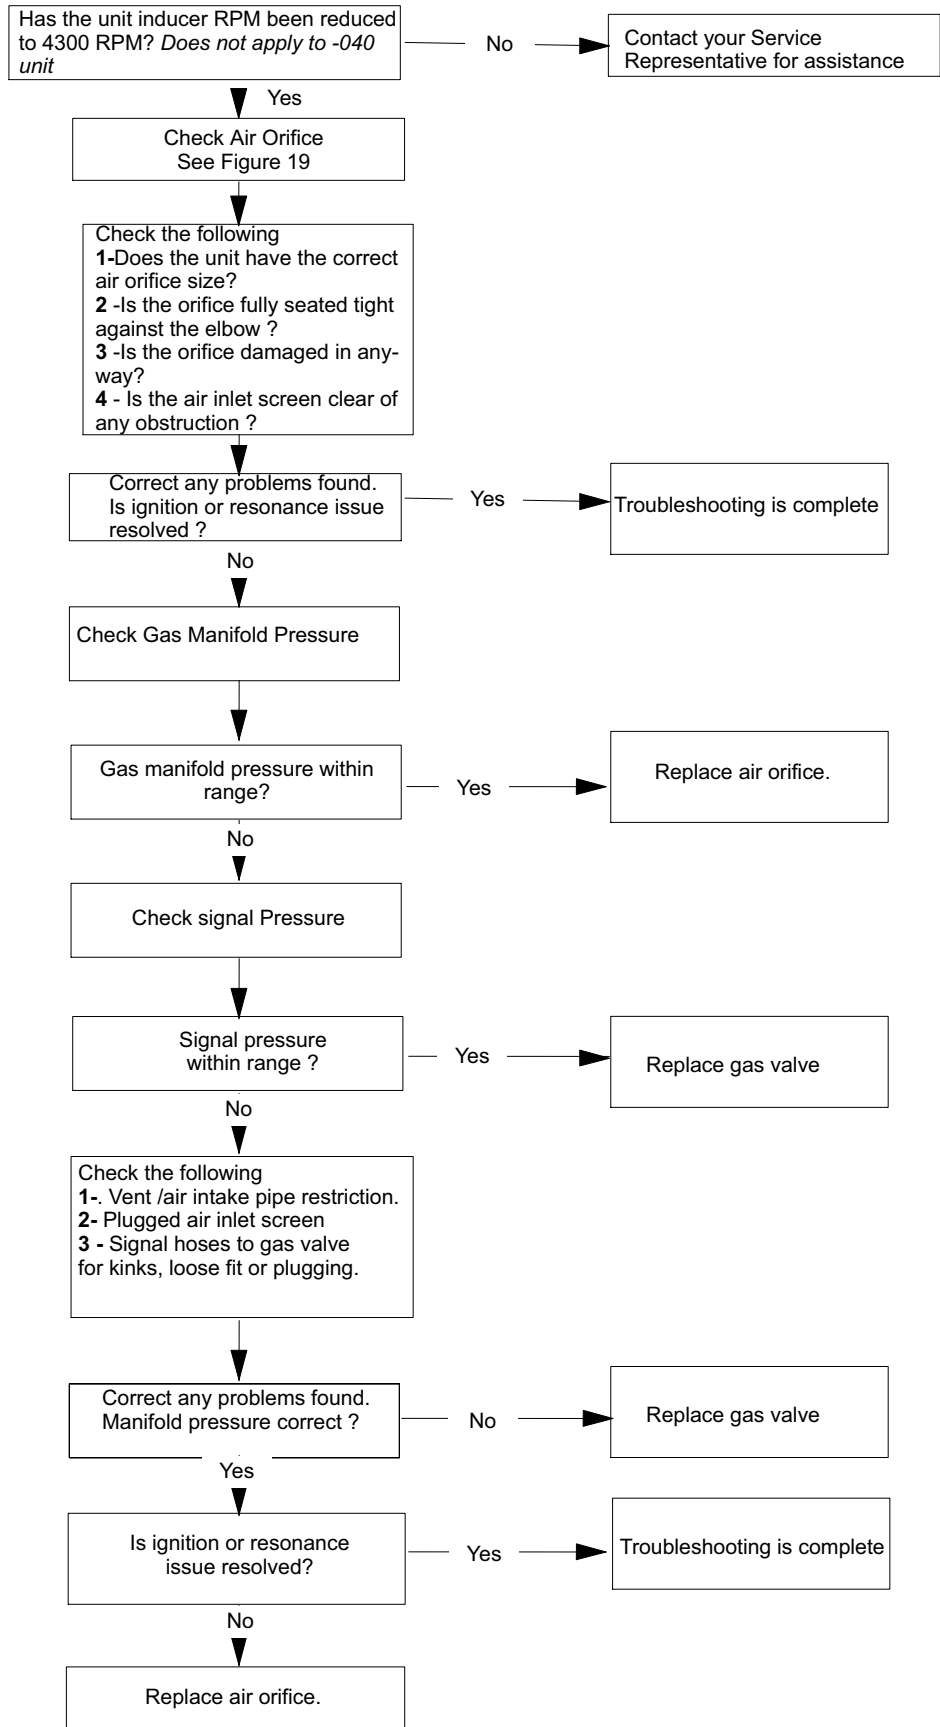 Has the unit inducer RPM been reduced
to 4300 RPM? Does not apply to -040
unit
No
Contact your Service
Representative for assistance
Yes
Check Air Orifice
See Figure 19
Check the following
1-Does the unit have the correct
air orifice size?
2 -Is the orifice fully seated tight
against the elbow ?
3 -Is the orifice damaged in any-
way?
4 - Is the air inlet screen clear of
any obstruction ?
Correct any problems found.
Is ignition or resonance issue
resolved ?
Yes
Troubleshooting is complete
No
Check Gas Manifold Pressure
Gas manifold pressure within
range?
Yes
Replace air orifice.
No
Check signal Pressure
Signal pressure
within range ?
Yes
Replace gas valve
No
Check the following
1-. Vent /air intake pipe restriction.
2- Plugged air inlet screen
3 - Signal hoses to gas valve
for kinks, loose fit or plugging.
Correct any problems found.
Manifold pressure correct ?
No
Replace gas valve
Yes
Is ignition or resonance
issue resolved?
Yes
Troubleshooting is complete
No
Replace air orifice.